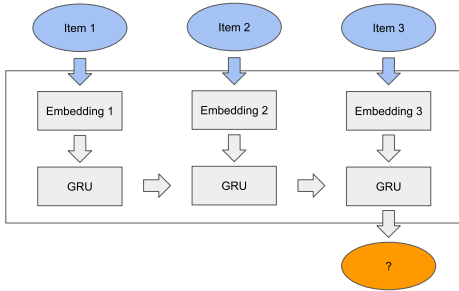 Item 1
Item 2
Item 3
Embedding 1
Embedding 2
Embedding 3
GRU
GRU
GRU
?